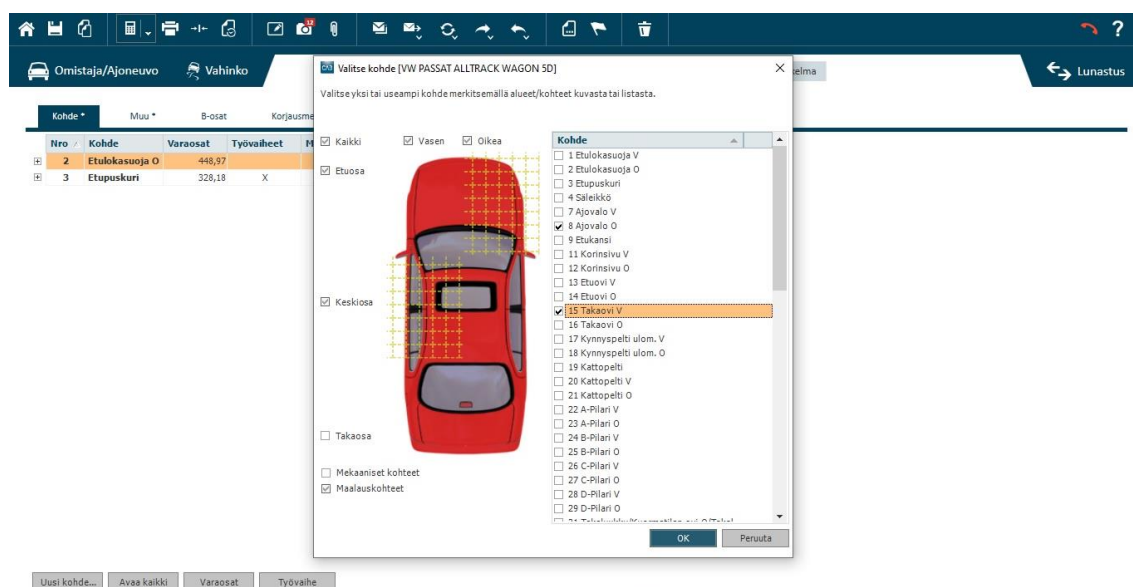 12
?
Omistaja/Ajoneuvo
Vahinko
elma
Lunastus
Kohde *
Muu *
B-osat
Korjausme
Nro Kohde Varaosat Työvaiheet M
2 Etulokasuoja O 448,97
3 Etupuskuri 328,18 X
CAB Valitse kohde [VW PASSAT ALLTRACK WAGON 5D]
Valitse yksi tai useampi kohde merkitsemällä alueet/kohteet kuvasta tai listasta.
Kaikki
Vasen
Oikea
Etuosa
Keskiosa
Takaosa
Mekaaniset kohteet
Maalauskohteet
Kohde
1 Etulokasuoja V
2 Etulokasuoja O
3 Etupuskuri
4 Säleikkö
7 Ajovalo V
8 Ajovalo O
9 Etukansi
11 Korinsivu V
12 Korinsivu O
13 Etuovi V
14 Etuovi O
15 Takaovi V
16 Takaovi O
17 Kynnyspelti ulom. V
18 Kynnyspelti ulom. O
19 Kattopelti
20 Kattopelti V
21 Kattopelti O
22 A-Pilari V
23 A-Pilari O
24 B-Pilari V
25 B-Pilari O
26 C-Pilari V
27 C-Pilari O
28 D-Pilari V
29 D-Pilari O
OK
Peruuta
Uusi kohde...
Avaa kaikki
Varaosat
Työvaihe